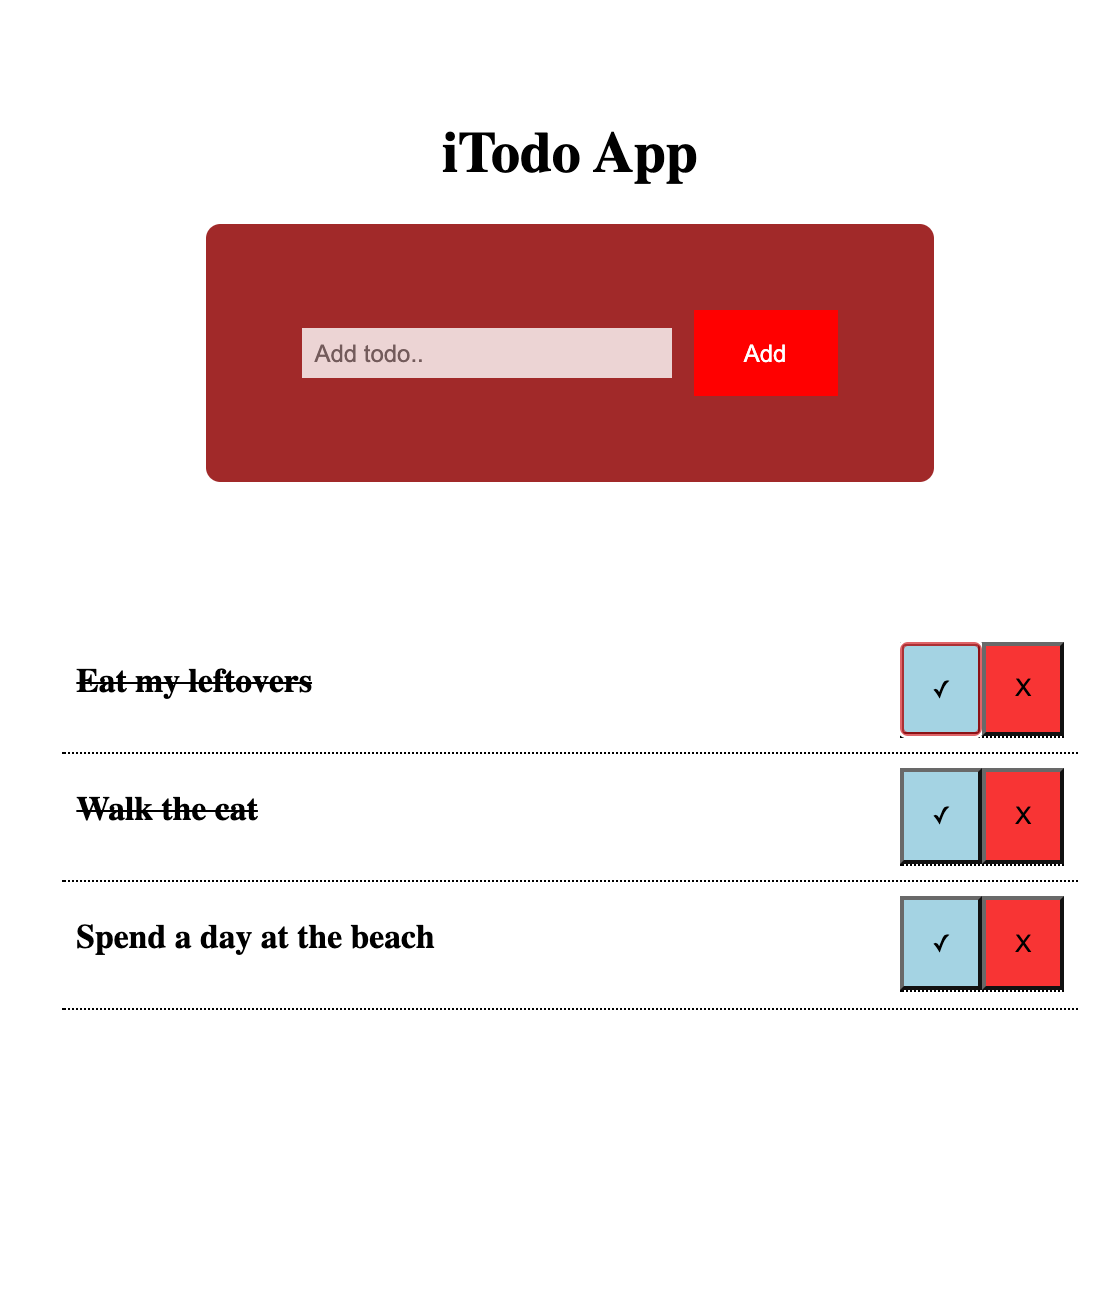 iTodo App
Add todo..
Add
Eat my leftovers
✓ X
Walk the cat
✓ X
Spend a day at the beach
✓ X